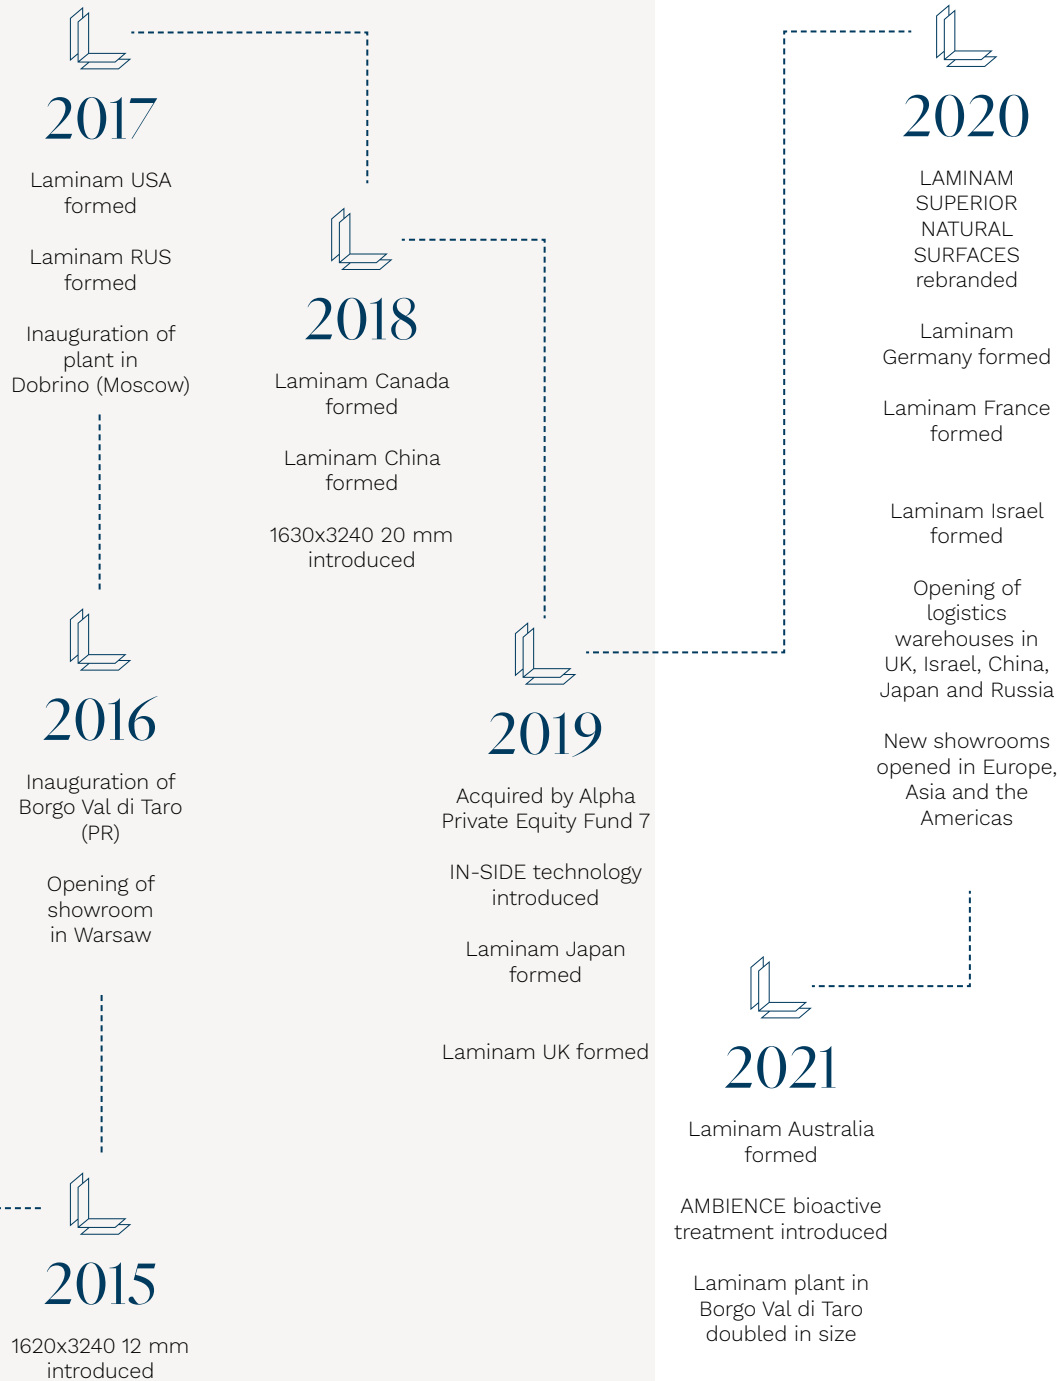 2017
Laminam USA
formed
Laminam RUS
formed
Inauguration of
plant in
Dobrino (Moscow)
2016
Inauguration of
Borgo Val di Taro
(PR)
Opening of
showroom
in Warsaw
2015
1620x3240 12 mm
introduced
2018
Laminam Canada
formed
Laminam China
formed
1630x3240 20 mm
introduced
2019
Acquired by Alpha
Private Equity Fund 7
IN-SIDE technology
introduced
Laminam Japan
formed
Laminam UK formed
2020
LAMINAM
SUPERIOR
NATURAL
SURFACES
rebranded
Laminam
Germany formed
Laminam France
formed
Laminam Israel
formed
Opening of
logistics
warehouses in
UK, Israel, China,
Japan and Russia
New showrooms
opened in Europe,
Asia and the
Americas
2021
Laminam Australia
formed
AMBIENCE bioactive
treatment introduced
Laminam plant in
Borgo Val di Taro
doubled in size